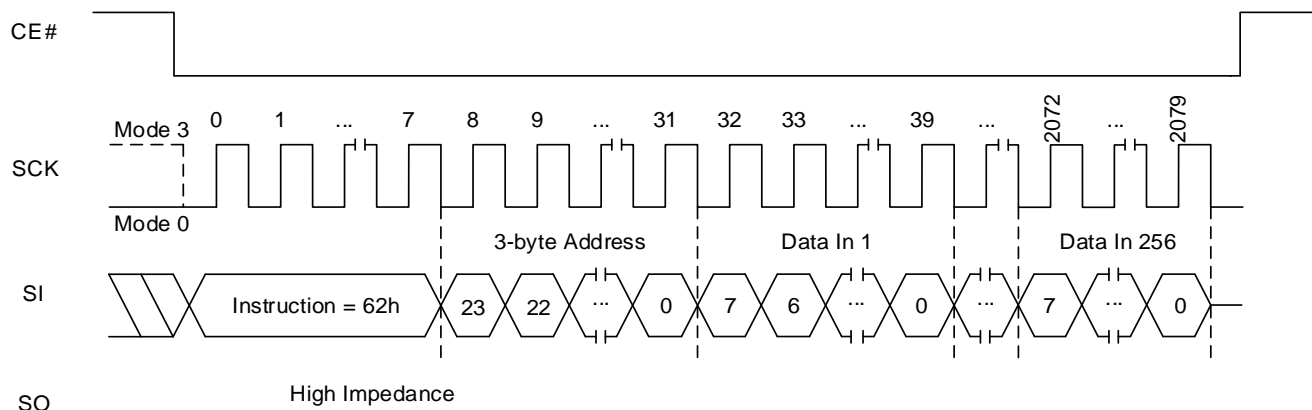 CE#
0 1 ... 7 8 9 ... 31 32 33 ... 39 ... 2072 ... 2079
Mode 3
SCK
Mode 0
3-byte Address Data In 1 Data In 256
SI Instruction = 62h 23 22 ... 0 7 6 ... 0 ... 7 ... 0
High Impedance
SO